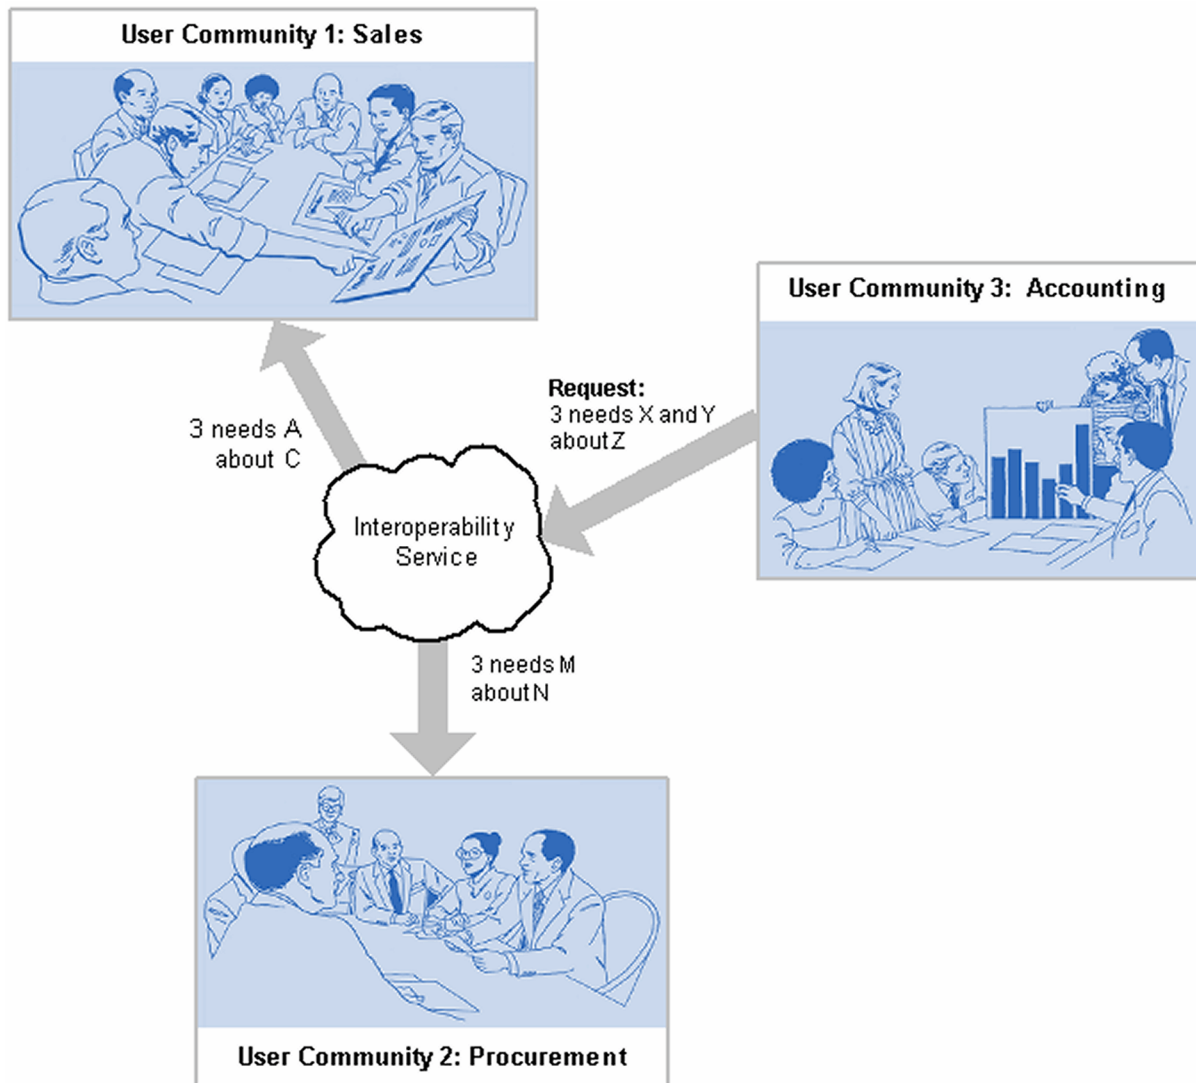 User Community 1: Sales
User Community 3: Accounting
Request:
3 needs X and Y
about Z
3 needs A
about C
Interoperability
Service
3 needs M
about N
User Community 2: Procurement